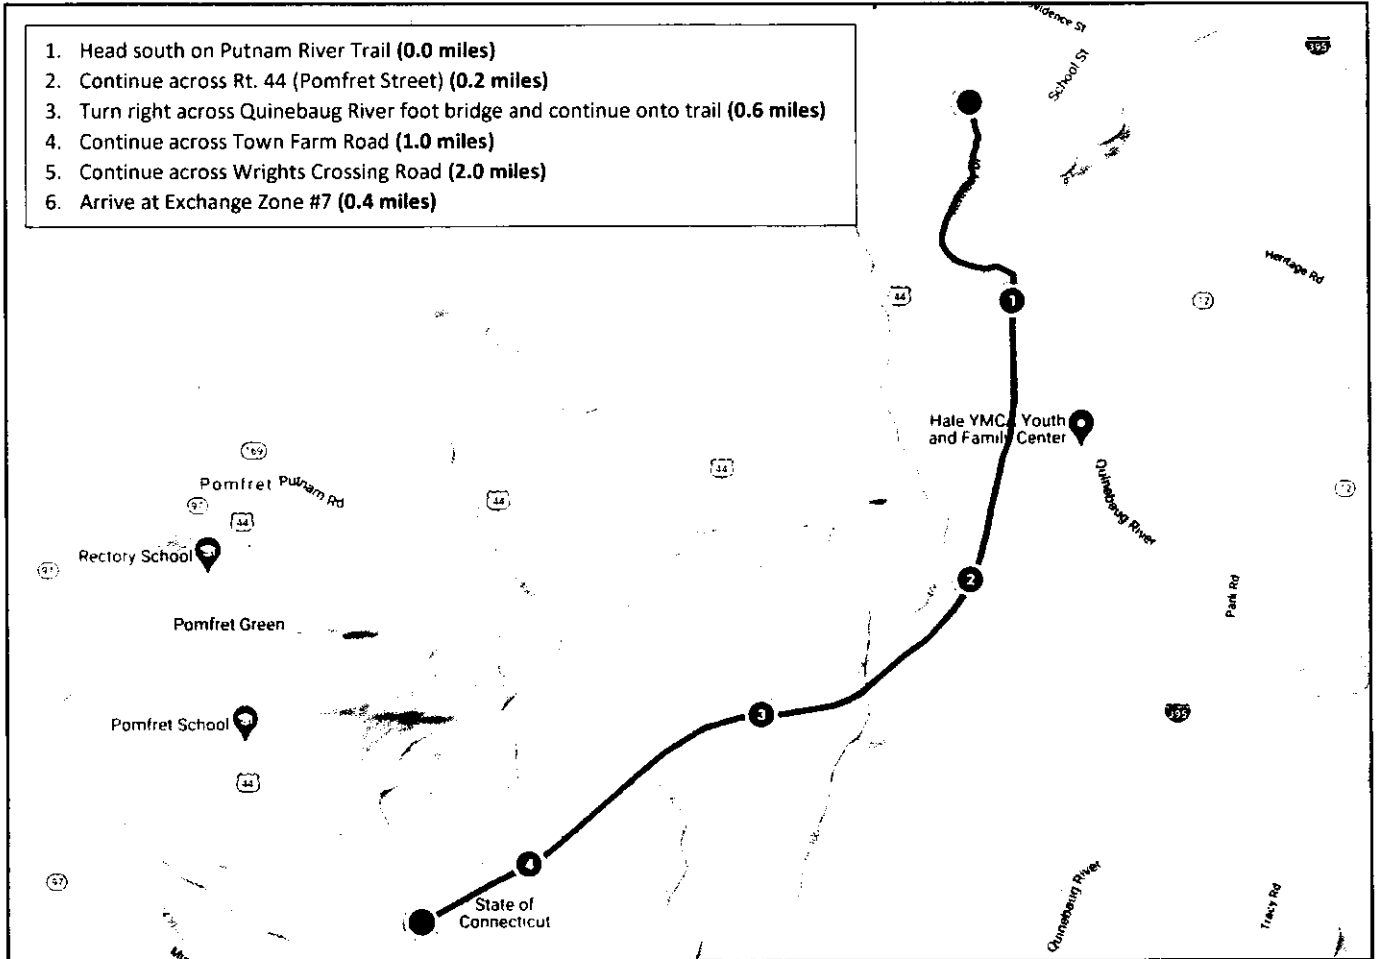 1. Head south on Putnam River Trail (0.0 miles)
2. Continue across Rt. 44 (Pomfret Street) (0.2 miles)
3. Turn right across Quinebaug River foot bridge and continue onto trail (0.6 miles)
4. Continue across Town Farm Road (1.0 miles)
5. Continue across Wrights Crossing Road (2.0 miles)
6. Arrive at Exchange Zone #7 (0.4 miles)
School St
395
Heritage Rd
44
12
1
Hale YMCA Youth
and Family Center
Quinebaug River
12
169
Pomfret
Putnam Rd
97
44
44
44
Rectory School
97
2
Park Rd
Pomfret Green
Pomfret School
3
395
44
4
97
State of
Connecticut
Quinebaug River
Tracy Rd